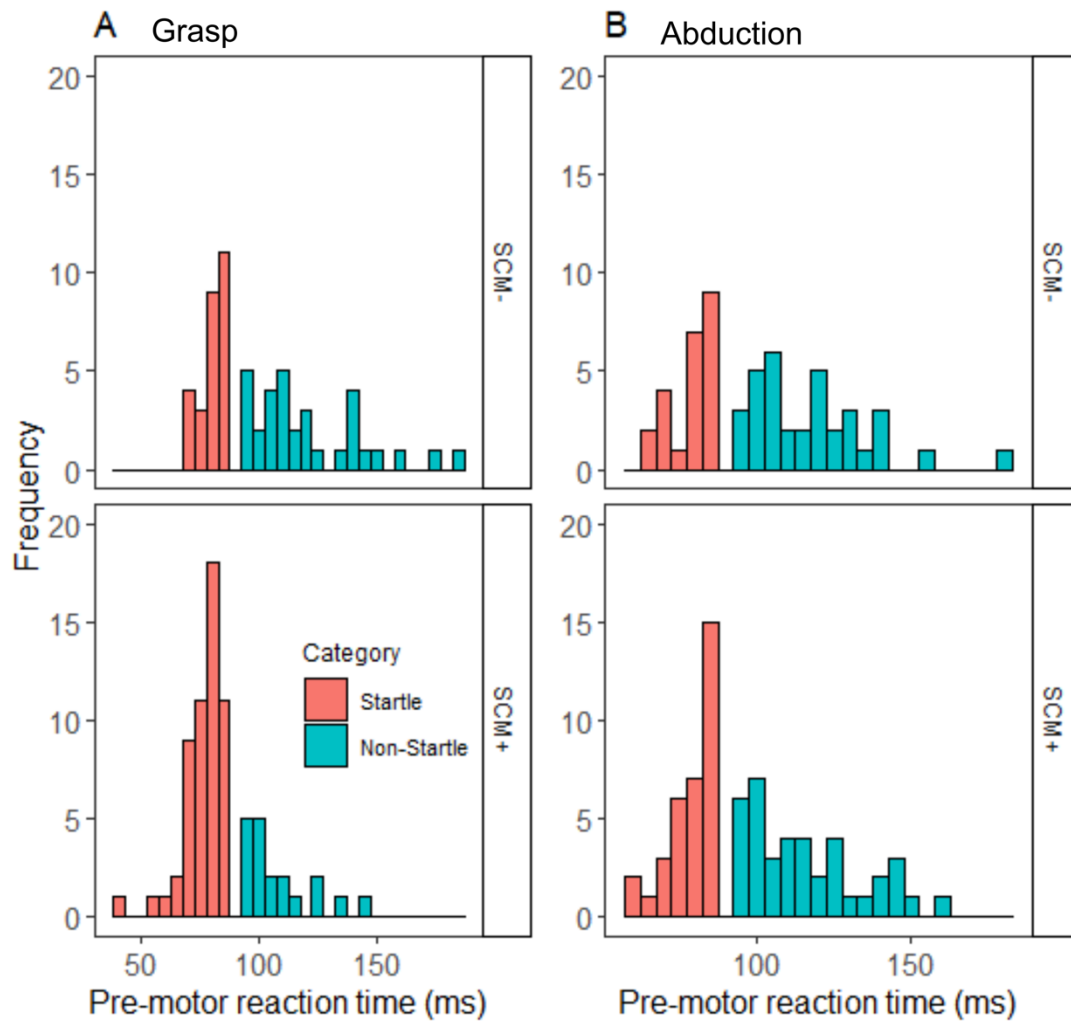 A Grasp
B Abduction
Frequency
20
15
10
5
0
SCM-
20
15
10
5
0
SCM-
20
15
10
5
0
Category
Startle
Non-Startle
SCM+
20
15
10
5
0
SCM+
50 100 150
Pre-motor reaction time (ms)
100 150
Pre-motor reaction time (ms)